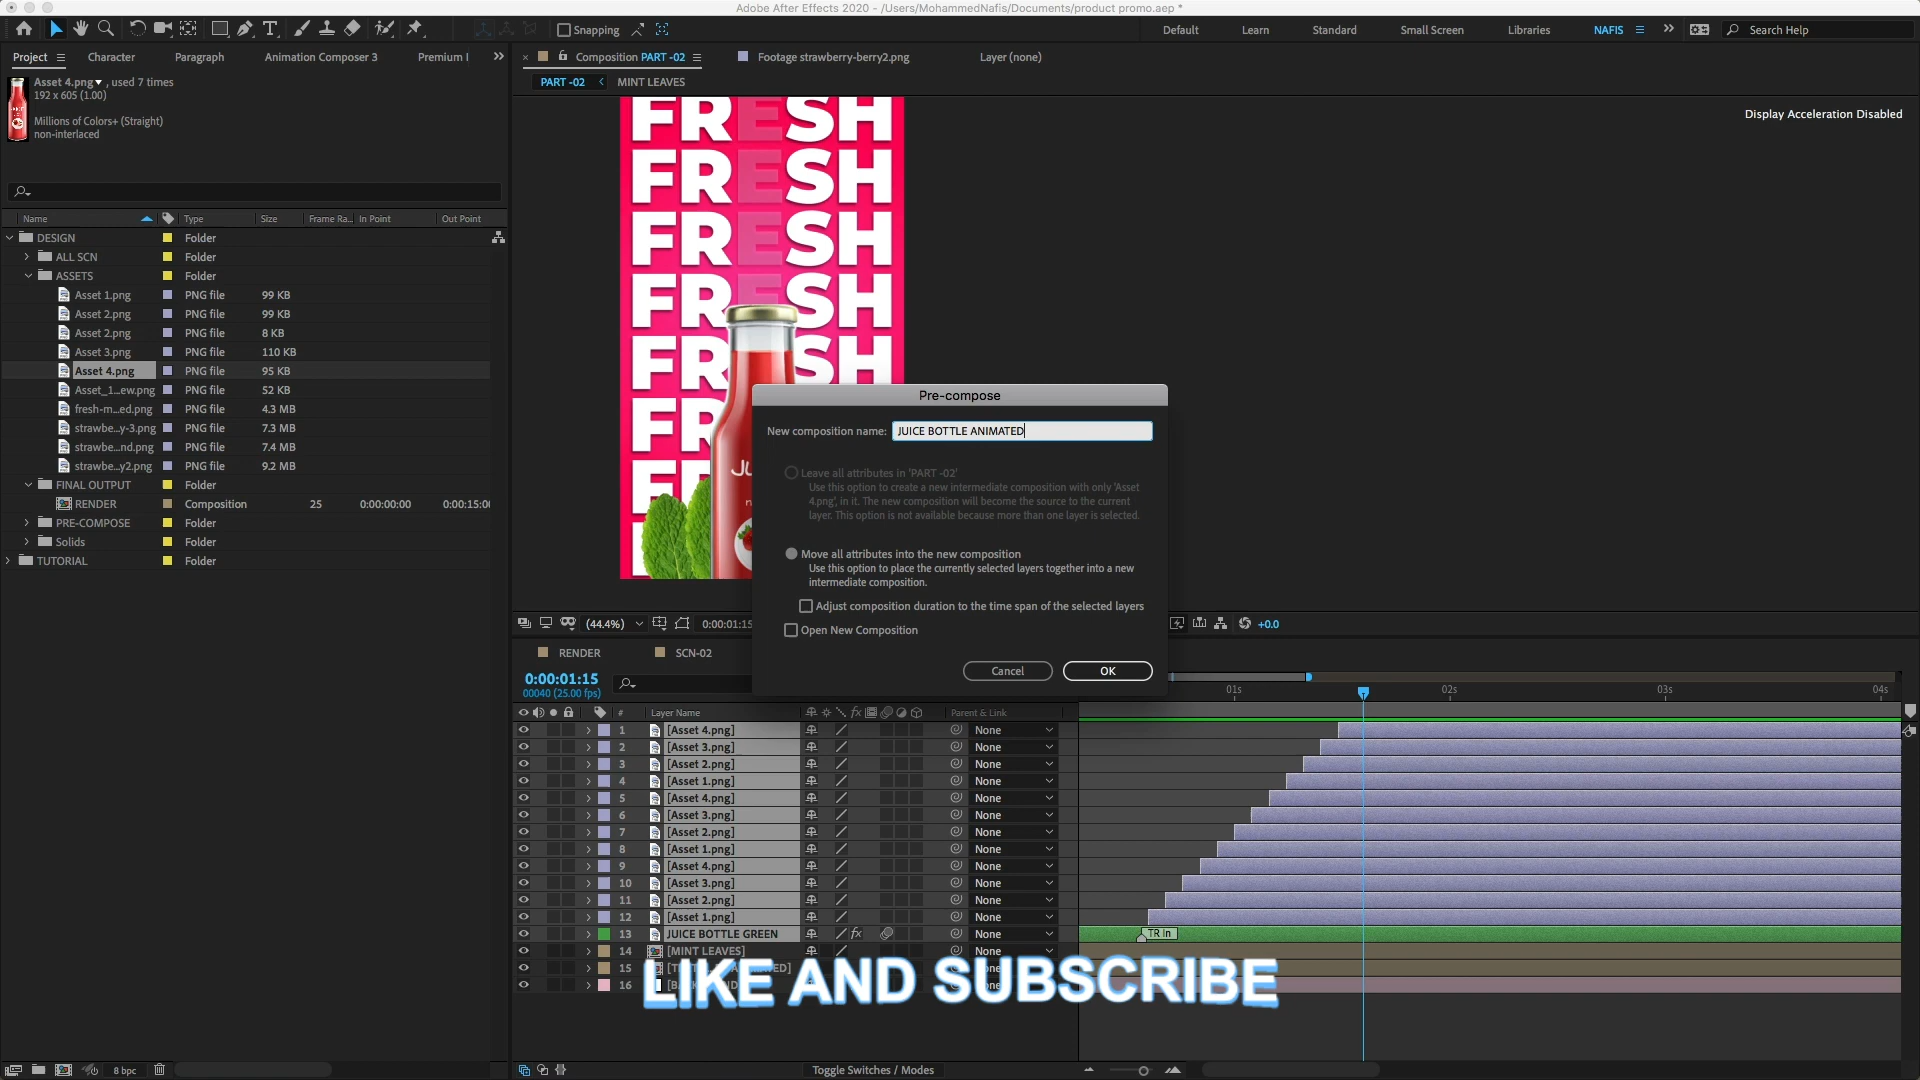 Adobe After Effects 2020 - /Users/MohammedNafis/Documents/product promo.aep *
Snapping
Default
Learn
Standard
Small Screen
Libraries
NAFIS
Search Help
Project
Character
Paragraph
Animation Composer 3
Premium I
Composition PART -02
Footage strawberry-berry2.png
Layer (none)
Asset 4.png , used 7 times
192 x 605 (1.00)
Millions of Colors+ (Straight)
non-interlaced
PART -02
MINT LEAVES
Display Acceleration Disabled
FRESH
FRESH
FRESH
FRESH
FRESH
Name Type Size Frame Ra... In Point Out Point
DESIGN Folder
ALL SCN Folder
ASSETS Folder
Asset 1.png PNG file 99 KB
Asset 2.png PNG file 99 KB
Asset 2.png PNG file 8 KB
Asset 3.png PNG file 110 KB
Asset 4.png PNG file 95 KB
Asset_1...ew.png PNG file 52 KB
fresh-m...ed.png PNG file 4.3 MB
strawbe...y-3.png PNG file 7.3 MB
strawbe...nd.png PNG file 7.4 MB
strawbe...y2.png PNG file 9.2 MB
FINAL OUTPUT Folder
RENDER Composition 25 0:00:00:00 0:00:15:00
PRE-COMPOSE Folder
Solids Folder
TUTORIAL Folder
Pre-compose
New composition name: JUICE BOTTLE ANIMATED
Leave all attributes in 'PART -02'
Use this option to create a new intermediate composition with only 'Asset
4.png', in it. The new composition will become the source to the current
layer. This option is not available because more than one layer is selected.
Move all attributes into the new composition
Use this option to place the currently selected layers together into a new
intermediate composition.
Adjust composition duration to the time span of the selected layers
Open New Composition
Cancel
OK
(44.4%)
0:00:01:15
+0.0
RENDER
SCN-02
0:00:01:15
00040 (25.00 fps)
01s
02s
03s
04s
# Layer Name Parent & Link
1 [Asset 4.png] None
2 [Asset 3.png] None
3 [Asset 2.png] None
4 [Asset 1.png] None
5 [Asset 4.png] None
6 [Asset 3.png] None
7 [Asset 2.png] None
8 [Asset 1.png] None
9 [Asset 4.png] None
10 [Asset 3.png] None
11 [Asset 2.png] None
12 [Asset 1.png] None
13 JUICE BOTTLE GREEN fx None
TR In
14 [MINT LEAVES] None
15
16
LIKE AND SUBSCRIBE
8 bpc
Toggle Switches / Modes